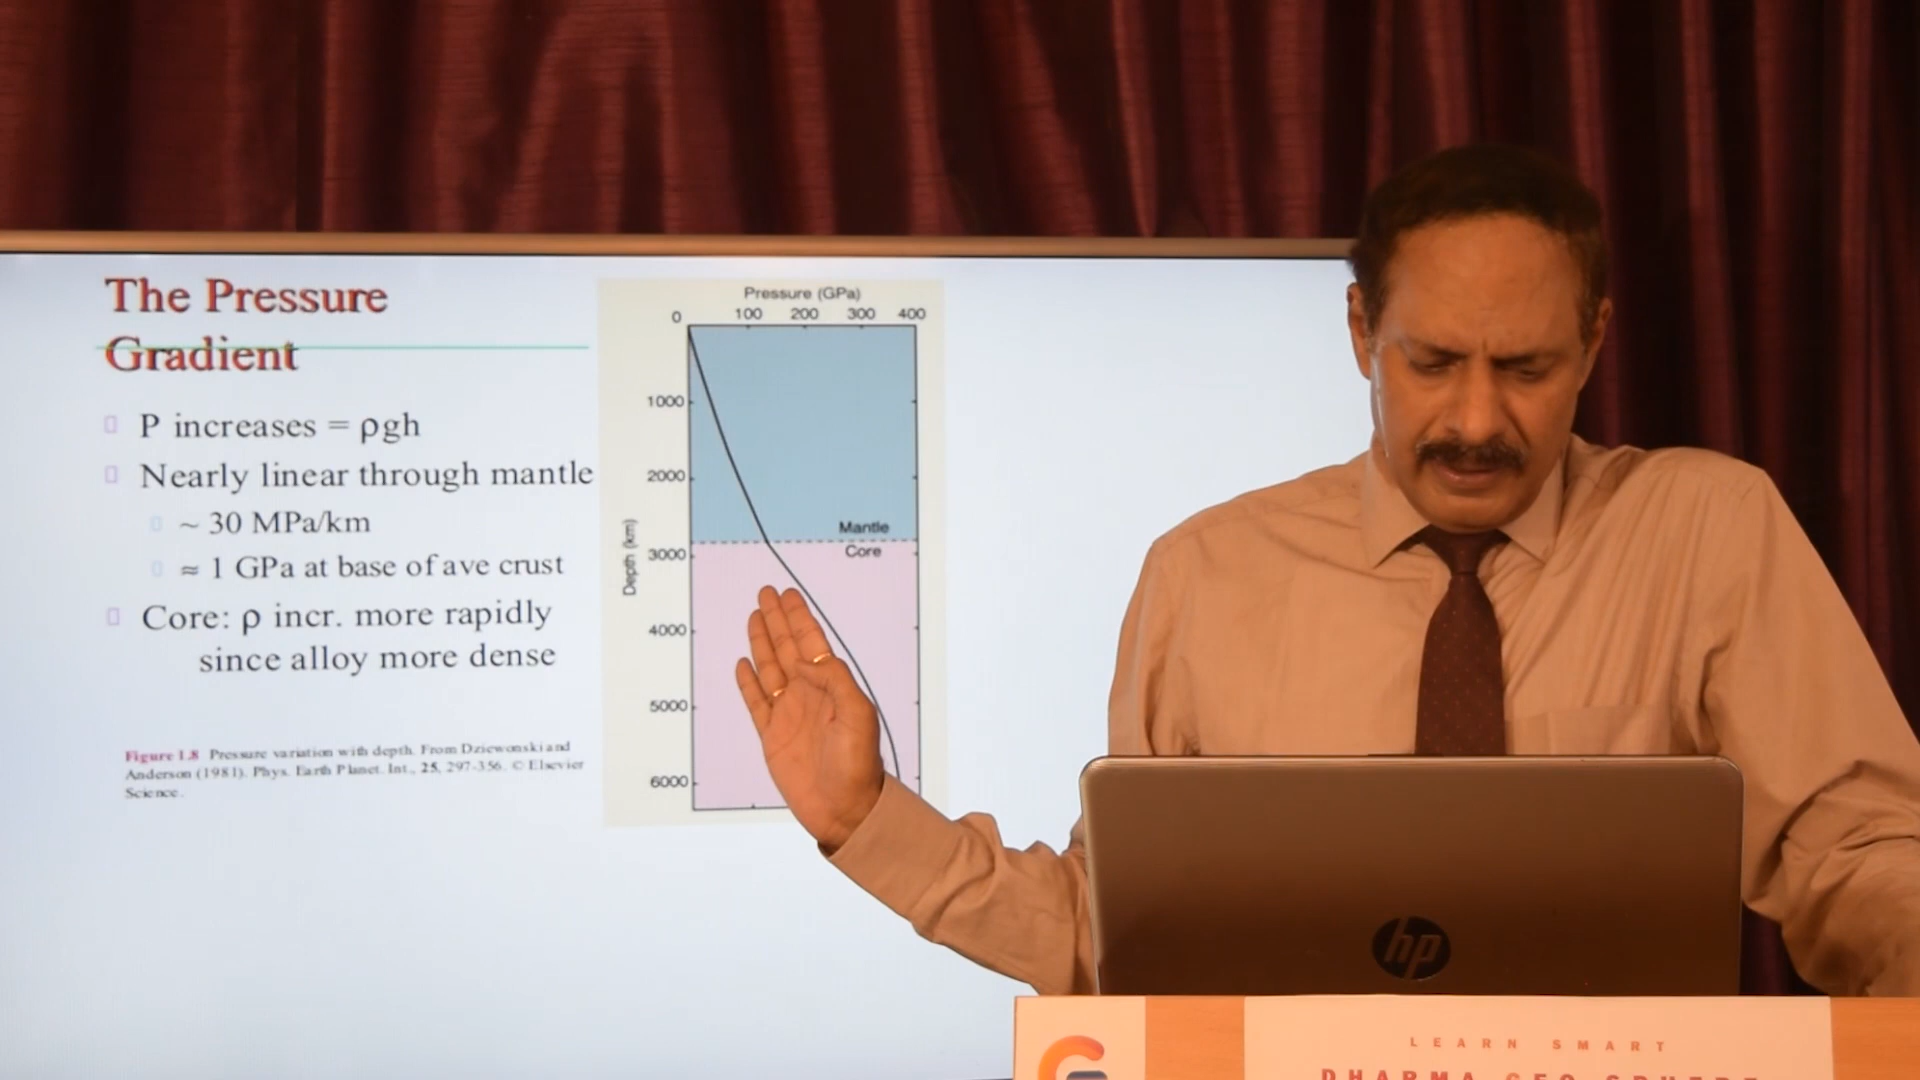 The Pressure
Gradient
P increases = ρgh
Nearly linear through mantle
~ 30 MPa/km
≈ 1 GPa at base of ave crust
Core: ρ incr. more rapidly
since alloy more dense
Figure 1.8 Pressure variation with depth. From Dziewonski and
Anderson (1981). Phys. Earth Planet. Int., 25, 297-356. © Elsevier
Science.
Pressure (GPa)
0 100 200 300 400
1000
2000
Mantle
Core
3000
Depth (km)
4000
5000
6000
hp
LEARN SMART
DHARMA GEO SPHERE